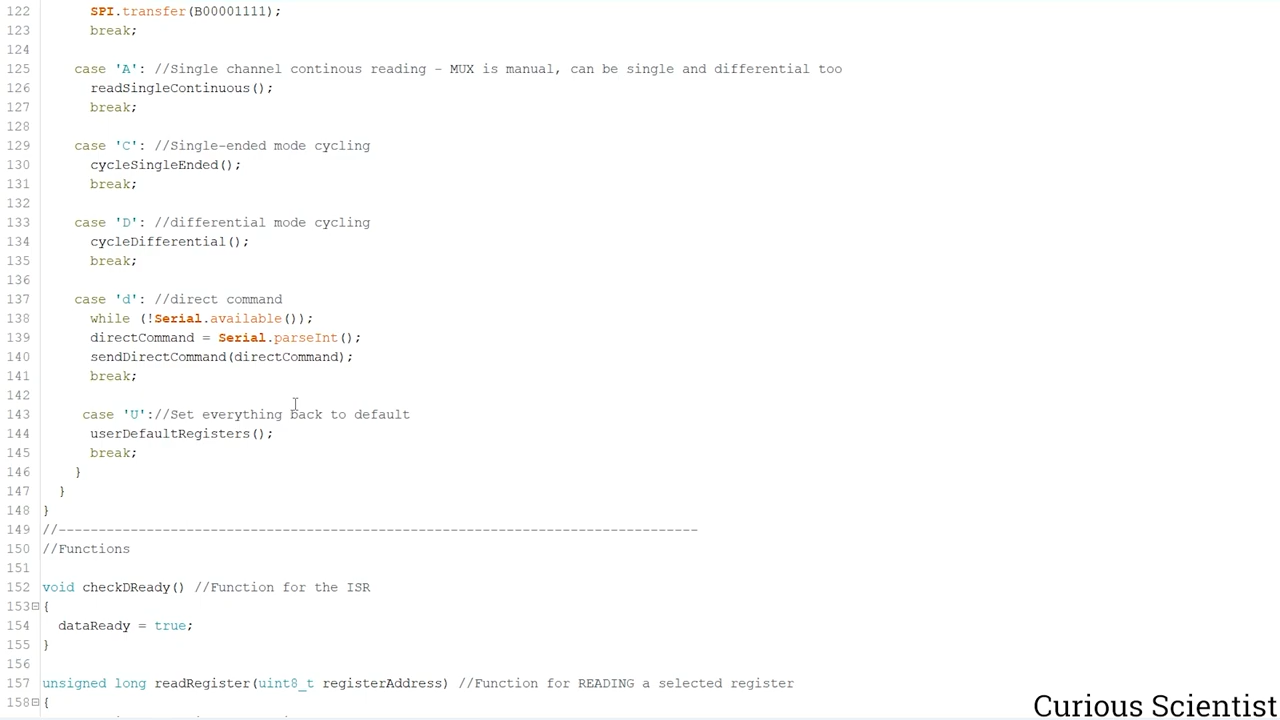 122 SPI.transfer(B00001111);
123 break;
124
125 case 'A': //Single channel continous reading - MUX is manual, can be single and differential too
126 readSingleContinuous();
127 break;
128
129 case 'C': //Single-ended mode cycling
130 cycleSingleEnded();
131 break;
132
133 case 'D': //differential mode cycling
134 cycleDifferential();
135 break;
136
137 case 'd': //direct command
138 while (!Serial.available());
139 directCommand = Serial.parseInt();
140 sendDirectCommand(directCommand);
141 break;
142
143 case 'U'://Set everything back to default
144 userDefaultRegisters();
145 break;
146 }
147 }
148 }
149 //--------------------------------------------------------------------------------
150 //Functions
151
152 void checkDReady() //Function for the ISR
153 {
154 dataReady = true;
155 }
156
157 unsigned long readRegister(uint8_t registerAddress) //Function for READING a selected register
158 {
Curious Scientist